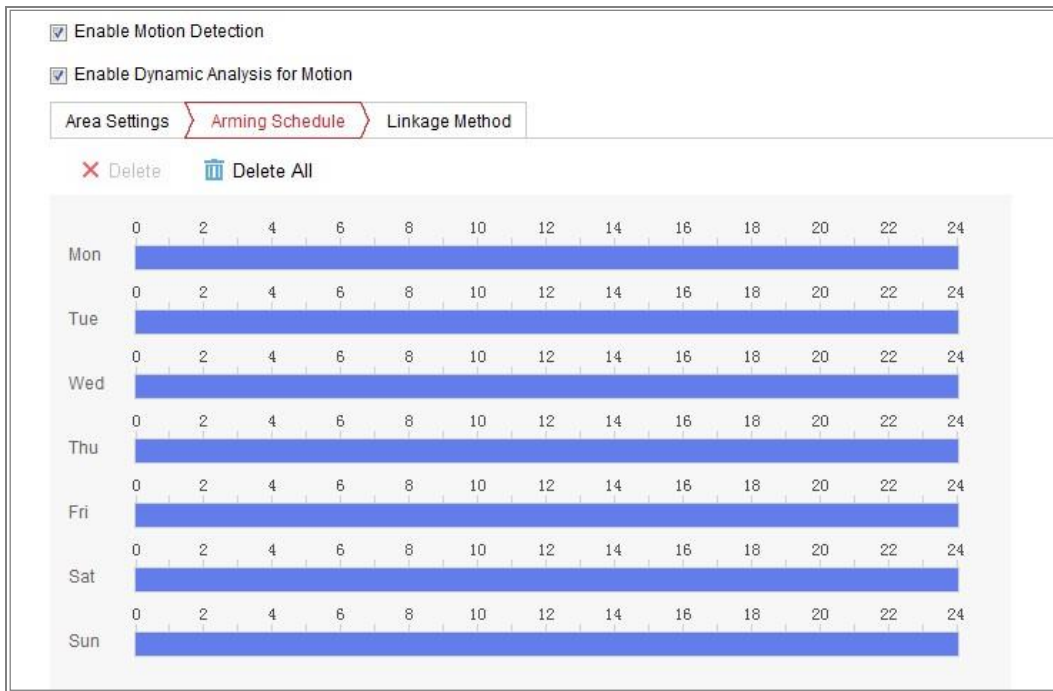 Enable Motion Detection
Enable Dynamic Analysis for Motion
Area Settings Arming Schedule Linkage Method
Delete Delete All
0 2 4 6 8 10 12 14 16 18 20 22 24
Mon
0 2 4 6 8 10 12 14 16 18 20 22 24
Tue
0 2 4 6 8 10 12 14 16 18 20 22 24
Wed
0 2 4 6 8 10 12 14 16 18 20 22 24
Thu
0 2 4 6 8 10 12 14 16 18 20 22 24
Fri
0 2 4 6 8 10 12 14 16 18 20 22 24
Sat
0 2 4 6 8 10 12 14 16 18 20 22 24
Sun